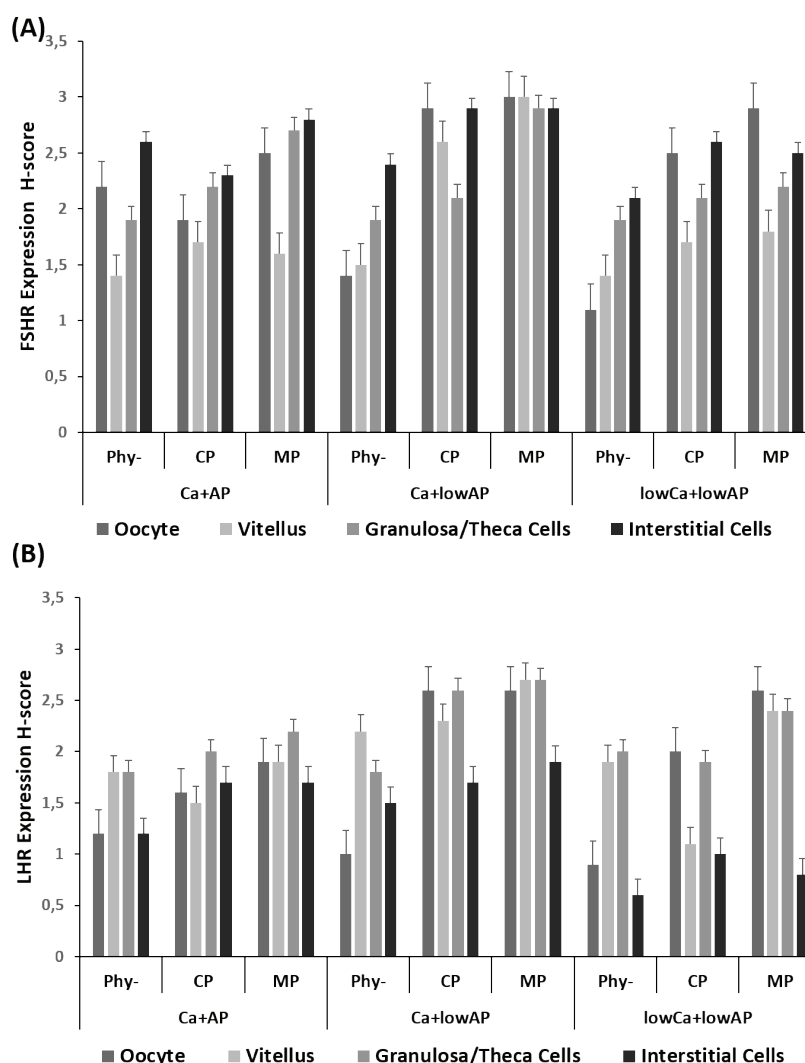 (A)
FSHR Expression H-score
3,5
3
2,5
2
1,5
1
0,5
0
Phy- CP MP Phy- CP MP Phy- CP MP
Ca+AP Ca+lowAP lowCa+lowAP
Oocyte Vitellus Granulosa/Theca Cells Interstitial Cells
(B)
LHR Expression H-score
3,5
3
2,5
2
1,5
1
0,5
0
Phy- CP MP Phy- CP MP Phy- CP MP
Ca+AP Ca+lowAP lowCa+lowAP
Oocyte Vitellus Granulosa/Theca Cells Interstitial Cells